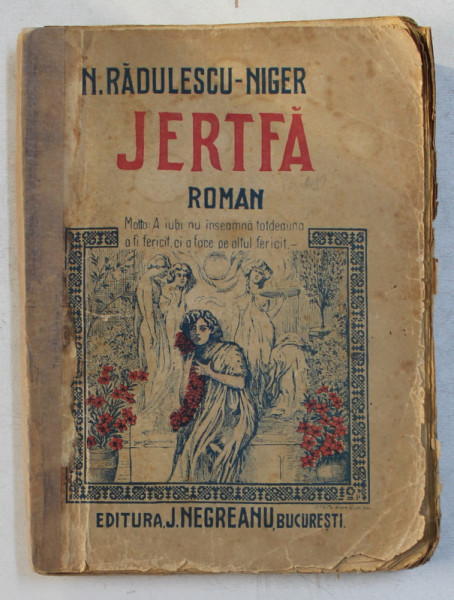 N. RĂDULESCU-NIGER
JERTFĂ
ROMAN
Motto: A iubi nu înseamnă totdeauna
a fi fericit, ci a face pe altul fericit.—
EDITURA, J. NEGREANU, BUCUREȘTI.